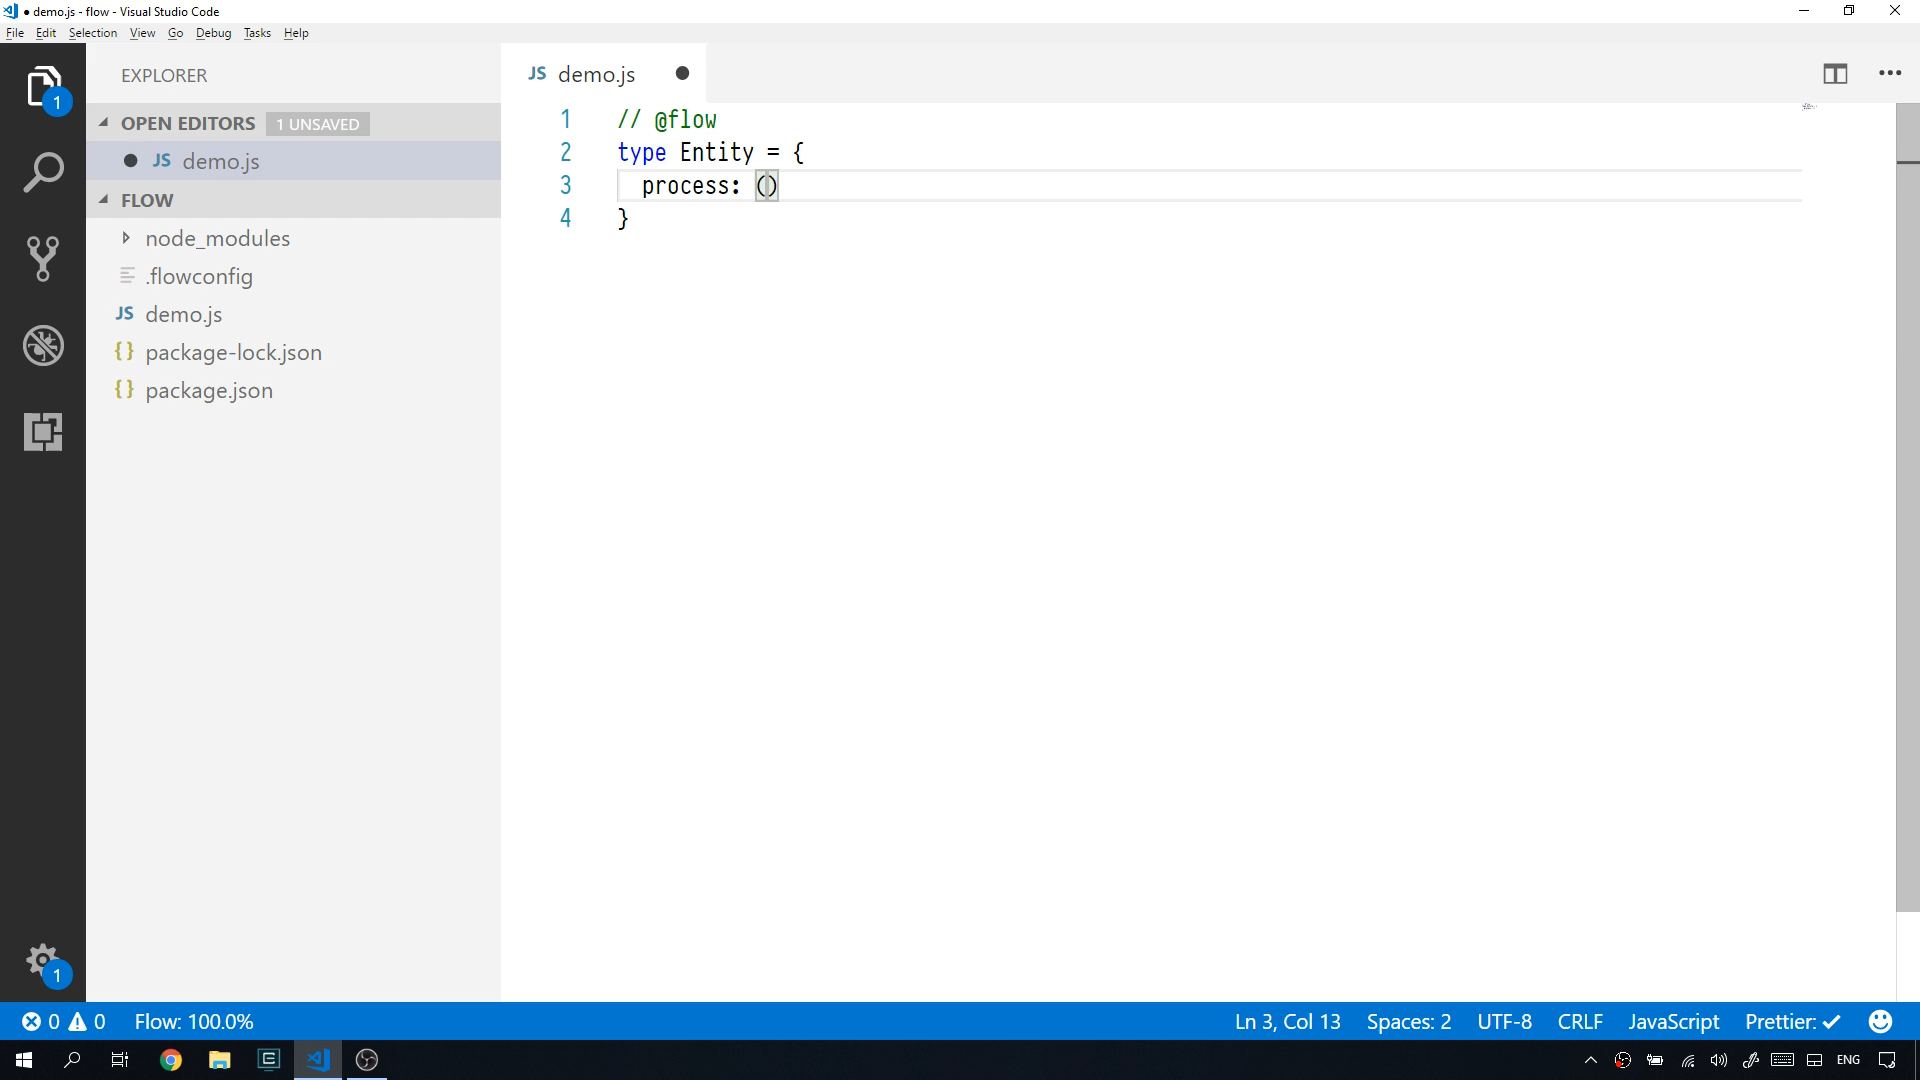 ● demo.js - flow - Visual Studio Code
File Edit Selection View Go Debug Tasks Help
EXPLORER
OPEN EDITORS 1 UNSAVED
JS demo.js
FLOW
node_modules
.flowconfig
JS demo.js
{} package-lock.json
{} package.json
1
1
JS demo.js
1 // @flow
2 type Entity = {
3 process: ()
4 }
0 0 Flow: 100.0% Ln 3, Col 13 Spaces: 2 UTF-8 CRLF JavaScript Prettier: ✓
ENG